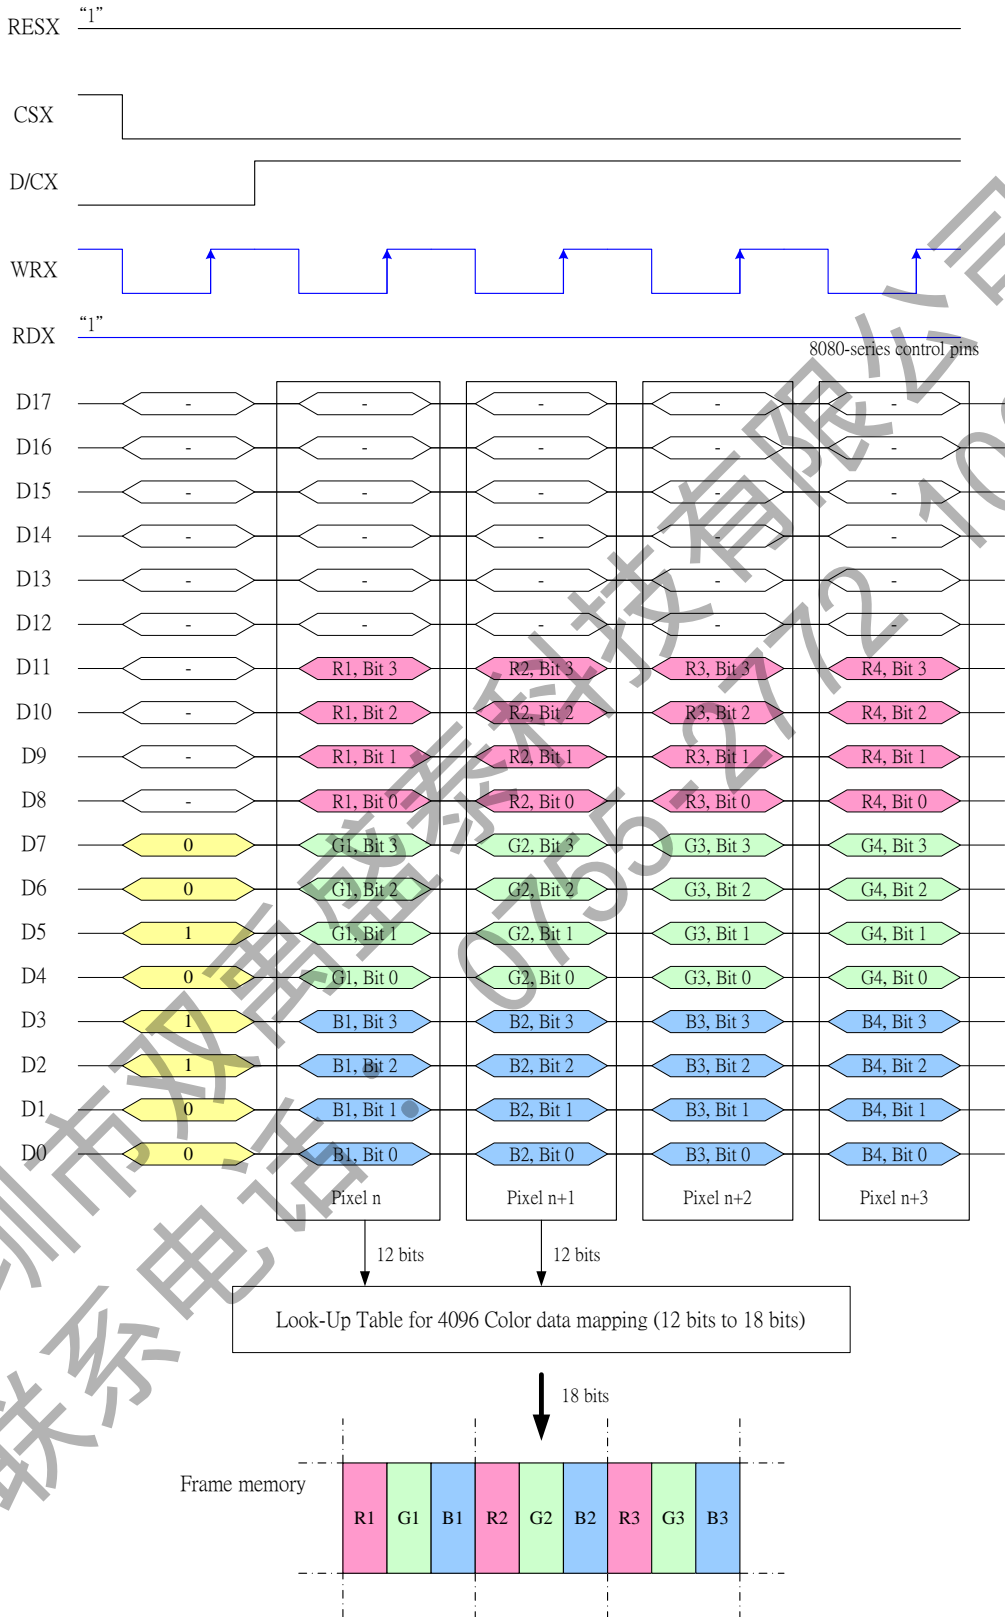 RESX "1"
CSX
D/CX
WRX
RDX "1"
8080-series control pins
D17 - - - - -
D16 - - - - -
D15 - - - - -
D14 - - - - -
D13 - - - - -
D12 - - - - -
D11 - R1, Bit 3 R2, Bit 3 R3, Bit 3 R4, Bit 3
D10 - R1, Bit 2 R2, Bit 2 R3, Bit 2 R4, Bit 2
D9 - R1, Bit 1 R2, Bit 1 R3, Bit 1 R4, Bit 1
D8 - R1, Bit 0 R2, Bit 0 R3, Bit 0 R4, Bit 0
D7 0 G1, Bit 3 G2, Bit 3 G3, Bit 3 G4, Bit 3
D6 0 G1, Bit 2 G2, Bit 2 G3, Bit 2 G4, Bit 2
D5 1 G1, Bit 1 G2, Bit 1 G3, Bit 1 G4, Bit 1
D4 0 G1, Bit 0 G2, Bit 0 G3, Bit 0 G4, Bit 0
D3 1 B1, Bit 3 B2, Bit 3 B3, Bit 3 B4, Bit 3
D2 1 B1, Bit 2 B2, Bit 2 B3, Bit 2 B4, Bit 2
D1 0 B1, Bit 1 B2, Bit 1 B3, Bit 1 B4, Bit 1
D0 0 B1, Bit 0 B2, Bit 0 B3, Bit 0 B4, Bit 0
Pixel n Pixel n+1 Pixel n+2 Pixel n+3
12 bits 12 bits
Look-Up Table for 4096 Color data mapping (12 bits to 18 bits)
18 bits
Frame memory
R1 G1 B1 R2 G2 B2 R3 G3 B3
圳市双禹盛泰科技有限公司
联系电话：0755-2772 10